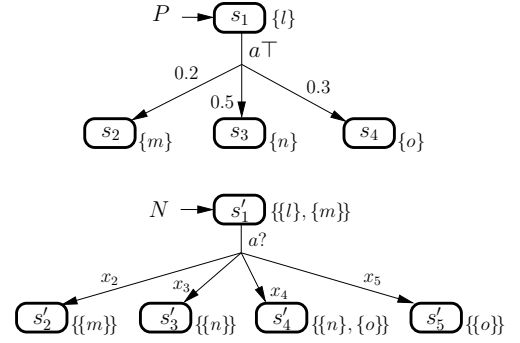 P s₁ {l}
a⊤
0.2 0.5 0.3
s₂ {m} s₃ {n} s₄ {o}
N s′₁ {{l}, {m}}
a?
x₂ x₃ x₄ x₅
s′₂ {{m}} s′₃ {{n}} s′₄ {{n}, {o}} s′₅ {{o}}